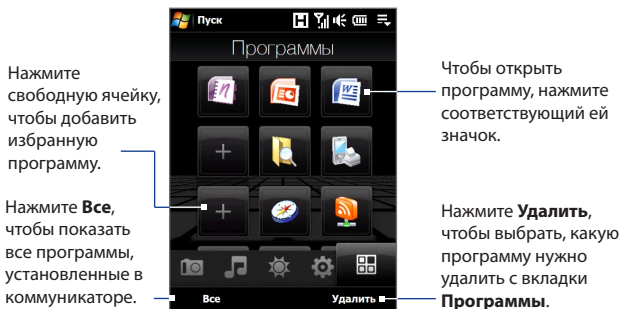 Нажмите
свободную ячейку,
чтобы добавить
избранную
программу.
Нажмите Все,
чтобы показать
все программы,
установленные в
коммуникаторе.
Пуск
H
Программы
Все
Удалить
Чтобы открыть
программу, нажмите
соответствующий ей
значок.
Нажмите Удалить,
чтобы выбрать, какую
программу нужно
удалить с вкладки
Программы.